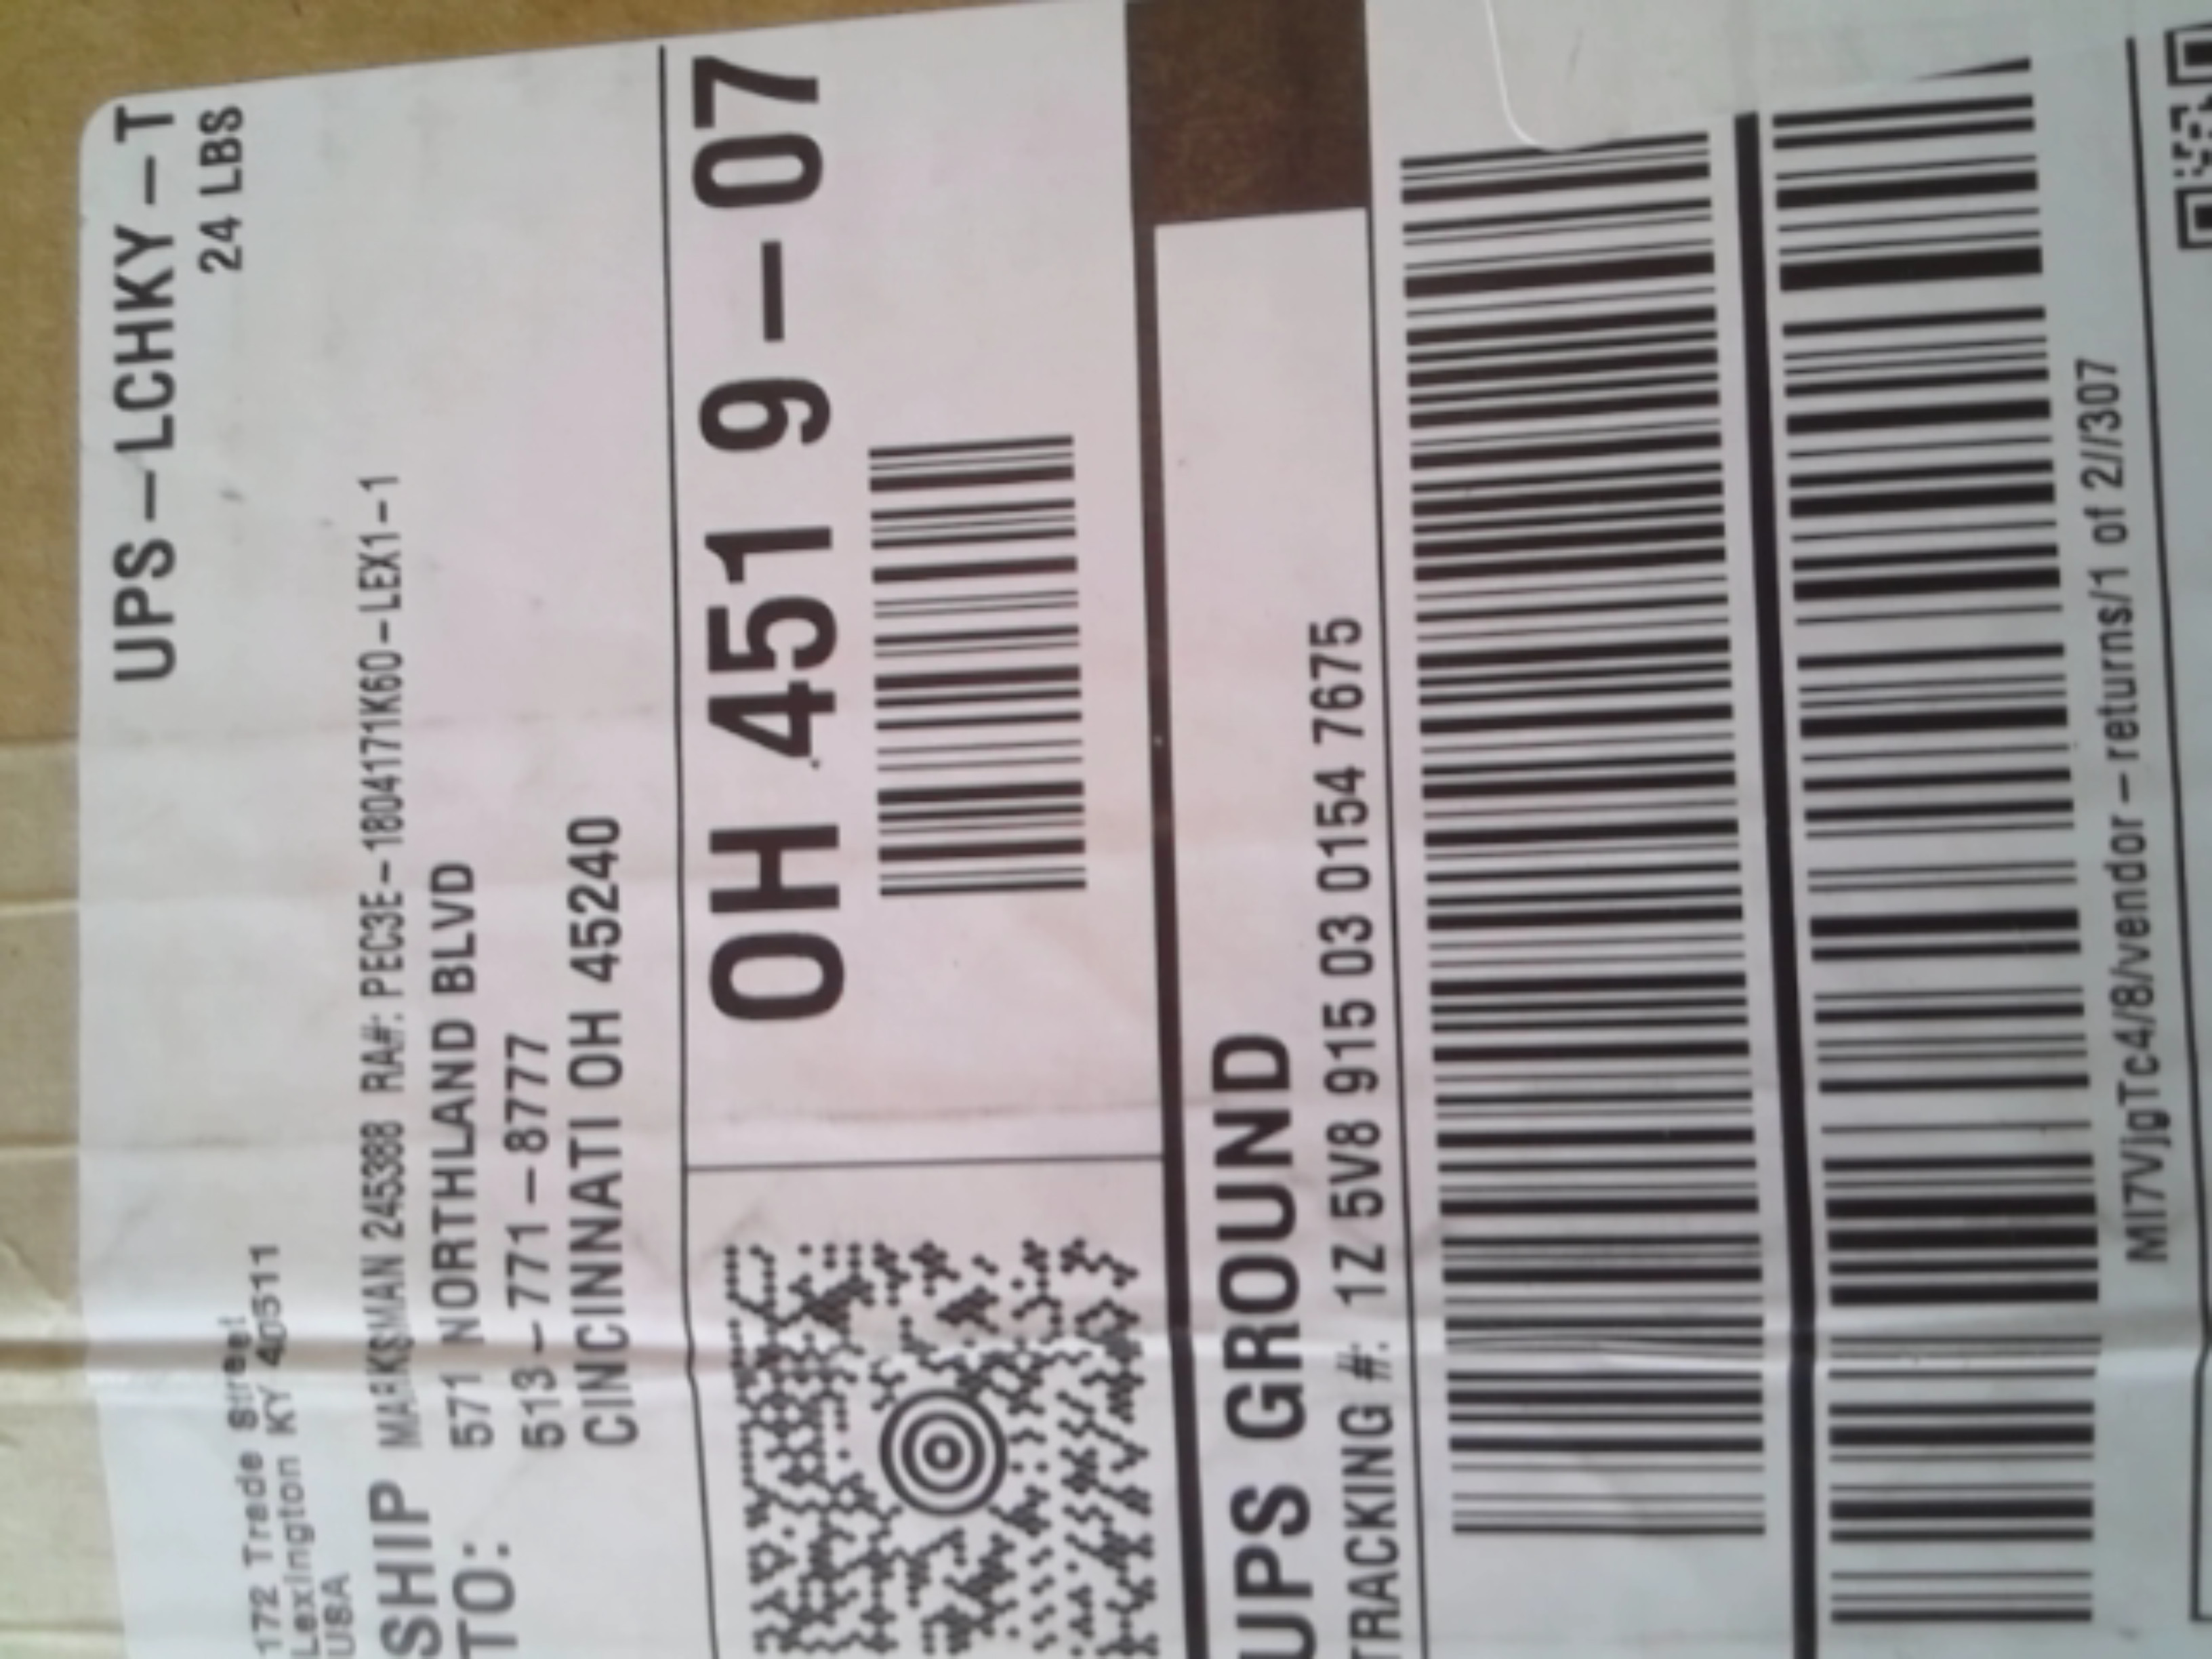 UPS-LCHKY-T
24 LBS
172 Trade Street
Lexington KY 40511
USA
SHIP TO:
MARKSMAN 245388 RA#: PEC3E-1804171K60-LEX1-1
571 NORTHLAND BLVD
513-771-8777
CINCINNATI OH 45240
OH 451 9-07
UPS GROUND
TRACKING #: 1Z 5V8 915 03 0154 7675
MI7VjgTc4/8/vendor-returns/1 of 2//307